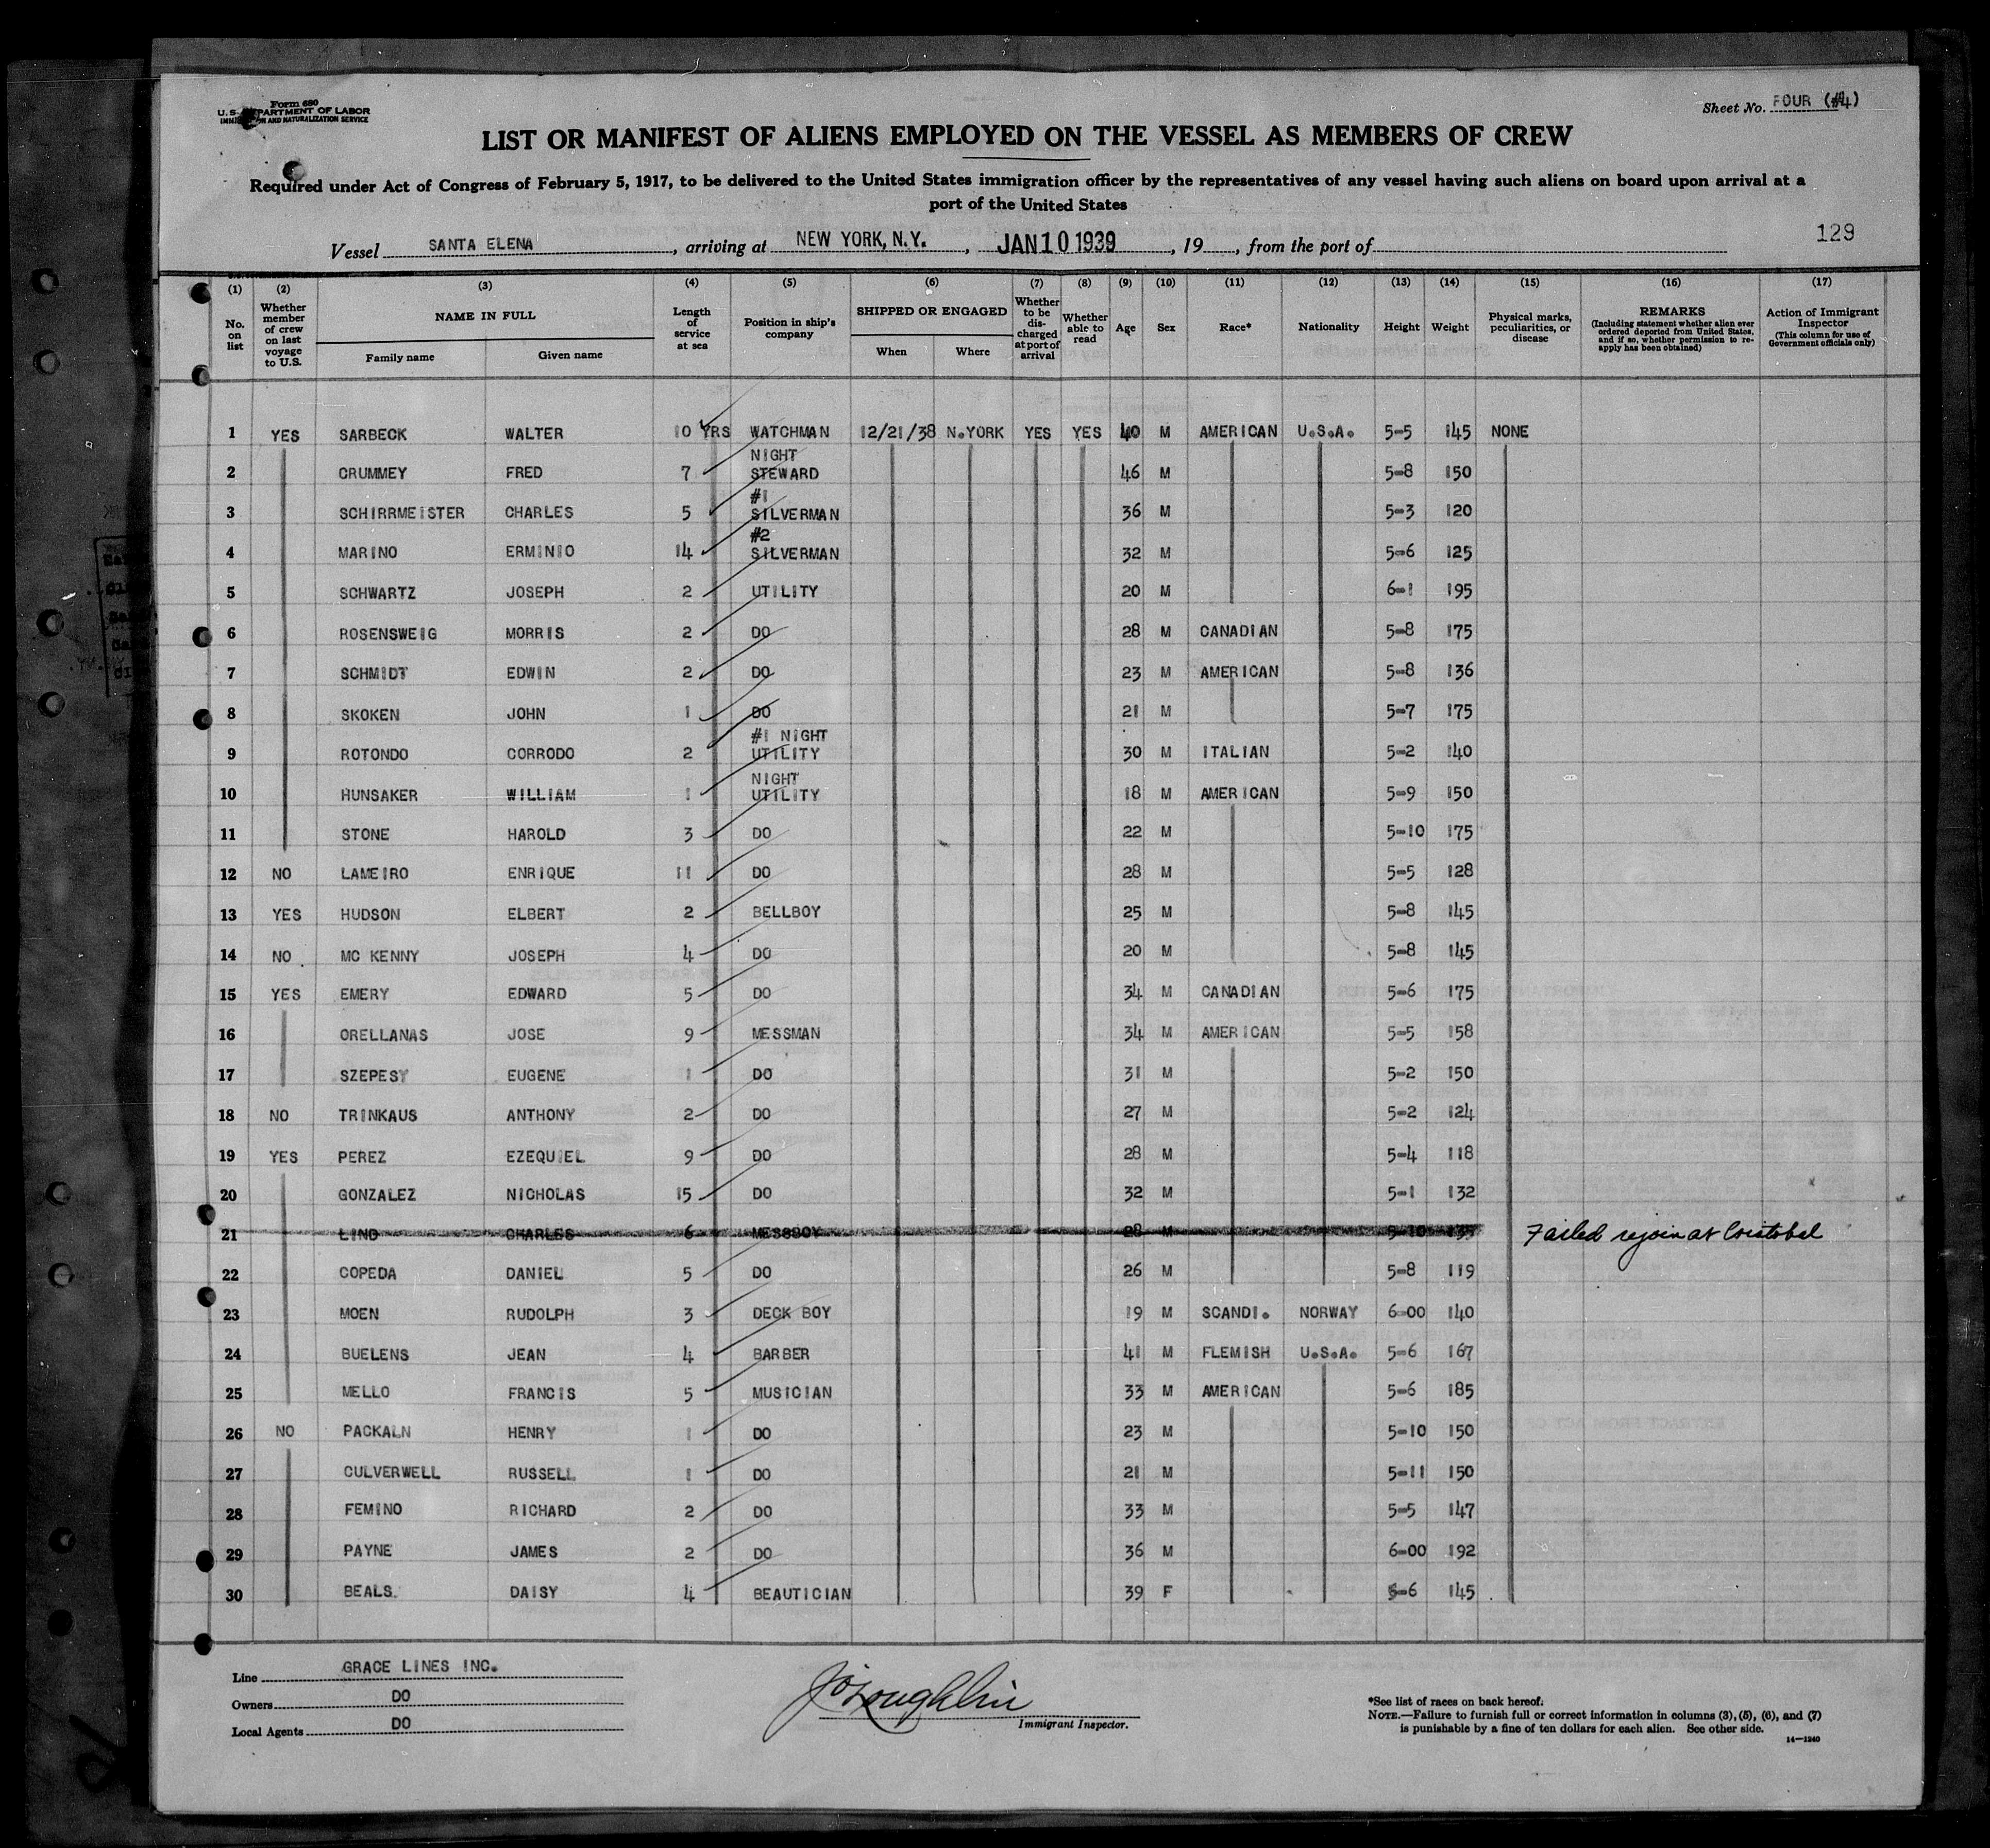 Form 680
U.S. DEPARTMENT OF LABOR
IMMIGRATION AND NATURALIZATION SERVICE
Sheet No. FOUR (#4)
LIST OR MANIFEST OF ALIENS EMPLOYED ON THE VESSEL AS MEMBERS OF CREW
Required under Act of Congress of February 5, 1917, to be delivered to the United States immigration officer by the representatives of any vessel having such aliens on board upon arrival at a
port of the United States
129
Vessel SANTA ELENA, arriving at NEW YORK, N.Y., JAN 10 1939, 19, from the port of
(1) No. on list
(2) Whether member of crew on last voyage to U.S.
(3) NAME IN FULL Family name Given name
(4) Length of service at sea
(5) Position in ship's company
(6) SHIPPED OR ENGAGED When Where
(7) Whether to be discharged at port of arrival
(8) Whether able to read
(9) Age
(10) Sex
(11) Race*
(12) Nationality
(13) Height
(14) Weight
(15) Physical marks, peculiarities, or disease
(16) REMARKS (Including statement whether alien ever ordered deported from United States, and if so, whether permission to re-apply has been obtained)
(17) Action of Immigrant Inspector (This column for use of Government officials only)
1 YES SARBECK WALTER 10 YRS WATCHMAN 12/21/38 N.YORK YES YES 40 M AMERICAN U.S.A. 5-5 145 NONE
2 CRUMMEY FRED 7 NIGHT STEWARD 46 M 5-8 150
3 SCHIRRMEISTER CHARLES 5 #1 SILVERMAN 36 M 5-3 120
4 MARINO ERMINIO 14 #2 SILVERMAN 32 M 5-6 125
5 SCHWARTZ JOSEPH 2 UTILITY 20 M 6-1 195
6 ROSENSWEIG MORRIS 2 DO 28 M CANADIAN 5-8 175
7 SCHMIDT EDWIN 2 DO 23 M AMERICAN 5-8 136
8 SKOKEN JOHN 1 DO 21 M 5-7 175
9 ROTONDO CORRODO 2 #1 NIGHT UTILITY 30 M ITALIAN 5-2 140
10 HUNSAKER WILLIAM 1 NIGHT UTILITY 18 M AMERICAN 5-9 150
11 STONE HAROLD 3 DO 22 M 5-10 175
12 NO LAMEIRO ENRIQUE 11 DO 28 M 5-5 128
13 YES HUDSON ELBERT 2 BELLBOY 25 M 5-8 145
14 NO MC KENNY JOSEPH 4 DO 20 M 5-8 145
15 YES EMERY EDWARD 5 DO 34 M CANADIAN 5-6 175
16 ORELLANAS JOSE 9 MESSMAN 34 M AMERICAN 5-5 158
17 SZEPESY EUGENE 1 DO 31 M 5-2 150
18 NO TRINKAUS ANTHONY 2 DO 27 M 5-2 124
19 YES PEREZ EZEQUIEL 9 DO 28 M 5-4 118
20 GONZALEZ NICHOLAS 15 DO 32 M 5-1 132
21 LIND CHARLES 6 MESSBOY 28 M 5-10 Failed rejoin at Cristobal
22 COPEDA DANIEL 5 DO 26 M 5-8 119
23 MOEN RUDOLPH 3 DECK BOY 19 M SCANDI. NORWAY 6-00 140
24 BUELENS JEAN 4 BARBER 41 M FLEMISH U.S.A. 5-6 167
25 MELLO FRANCIS 5 MUSICIAN 33 M AMERICAN 5-6 185
26 NO PACKALN HENRY 1 DO 23 M 5-10 150
27 CULVERWELL RUSSELL 1 DO 21 M 5-11 150
28 FEMINO RICHARD 2 DO 33 M 5-5 147
29 PAYNE JAMES 2 DO 36 M 6-00 192
30 BEALS. DAISY 4 BEAUTICIAN 39 F 5-6 145
Line GRACE LINES INC.
Owners DO
Local Agents DO
J O'Loughlin
Immigrant Inspector.
*See list of races on back hereof.
NOTE.—Failure to furnish full or correct information in columns (3), (5), (6), and (7)
is punishable by a fine of ten dollars for each alien. See other side.
14—1240